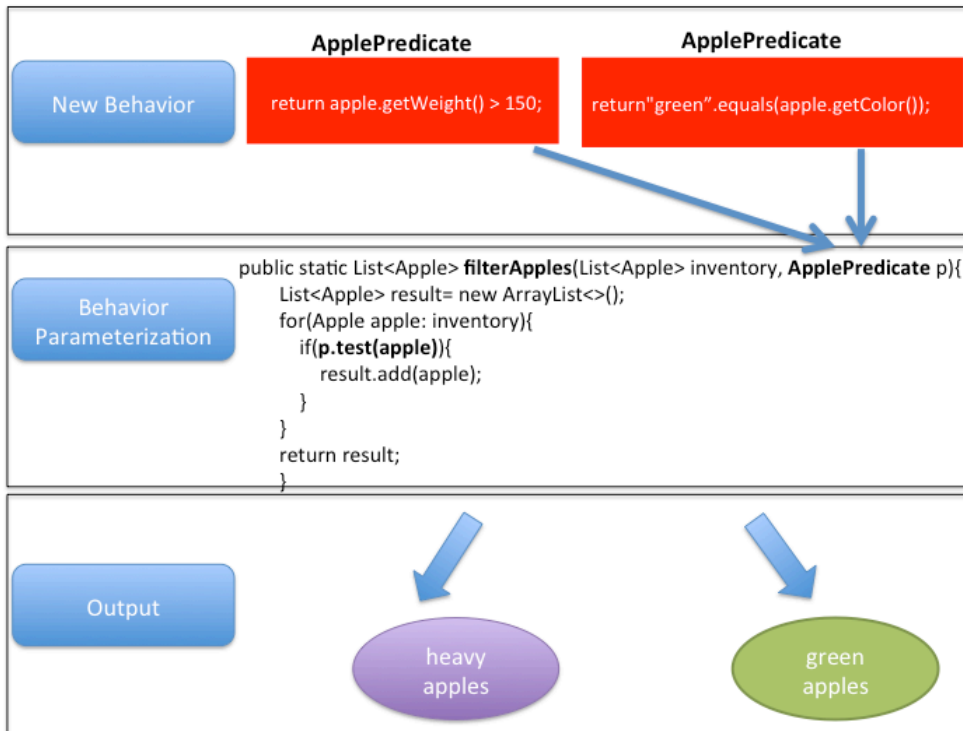 ApplePredicate
ApplePredicate
New Behavior
return apple.getWeight() > 150;
return"green”.equals(apple.getColor());
public static List<Apple> filterApples(List<Apple> inventory, ApplePredicate p){
List<Apple> result= new ArrayList<>();
for(Apple apple: inventory){
if(p.test(apple)){
result.add(apple);
}
}
return result;
}
Behavior
Parameterization
Output
heavy
apples
green
apples